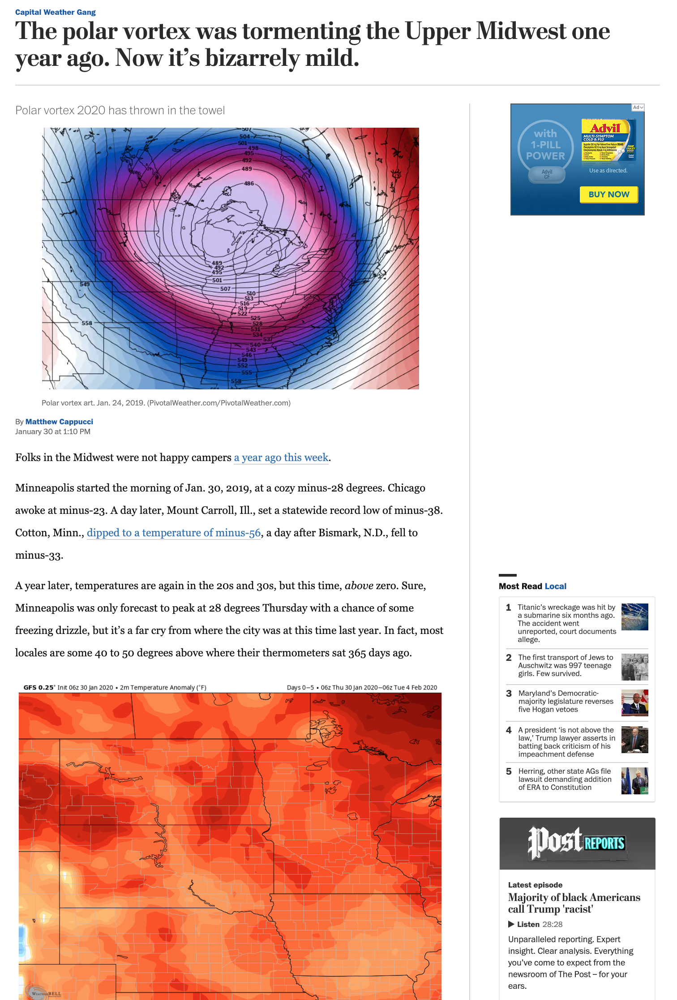 Capital Weather Gang
The polar vortex was tormenting the Upper Midwest one
year ago. Now it’s bizarrely mild.
Polar vortex 2020 has thrown in the towel
507
504
501
498
495
492
489
486
489
492
495
501
507
510
513
516
519
522
525
528
531
534
537
540
543
546
549
552
555
558
549
558
Polar vortex art. Jan. 24, 2019. (PivotalWeather.com/PivotalWeather.com)
By Matthew Cappucci
January 30 at 1:10 PM
Folks in the Midwest were not happy campers a year ago this week.
Minneapolis started the morning of Jan. 30, 2019, at a cozy minus-28 degrees. Chicago
awoke at minus-23. A day later, Mount Carroll, Ill., set a statewide record low of minus-38.
Cotton, Minn., dipped to a temperature of minus-56, a day after Bismark, N.D., fell to
minus-33.
A year later, temperatures are again in the 20s and 30s, but this time, above zero. Sure,
Minneapolis was only forecast to peak at 28 degrees Thursday with a chance of some
freezing drizzle, but it’s a far cry from where the city was at this time last year. In fact, most
locales are some 40 to 50 degrees above where their thermometers sat 365 days ago.
GFS 0.25° Init 06z 30 Jan 2020 • 2m Temperature Anomaly (°F)
Days 0−5 • 06z Thu 30 Jan 2020−06z Tue 4 Feb 2020
WEATHERBELL
Ad
with
1-PILL
POWER
Advil
CF
Advil
MULTI-SYMPTOM
COLD & FLU
ONE
TABLET
DOSE!
Use as directed.
BUY NOW
Most Read Local
1 Titanic’s wreckage was hit by
a submarine six months ago.
The accident went
unreported, court documents
allege.
2 The first transport of Jews to
Auschwitz was 997 teenage
girls. Few survived.
3 Maryland’s Democratic-
majority legislature reverses
five Hogan vetoes
4 A president ‘is not above the
law,’ Trump lawyer asserts in
batting back criticism of his
impeachment defense
5 Herring, other state AGs file
lawsuit demanding addition
of ERA to Constitution
Post REPORTS
Latest episode
Majority of black Americans
call Trump 'racist'
Listen 28:28
Unparalleled reporting. Expert
insight. Clear analysis. Everything
you’ve come to expect from the
newsroom of The Post – for your
ears.